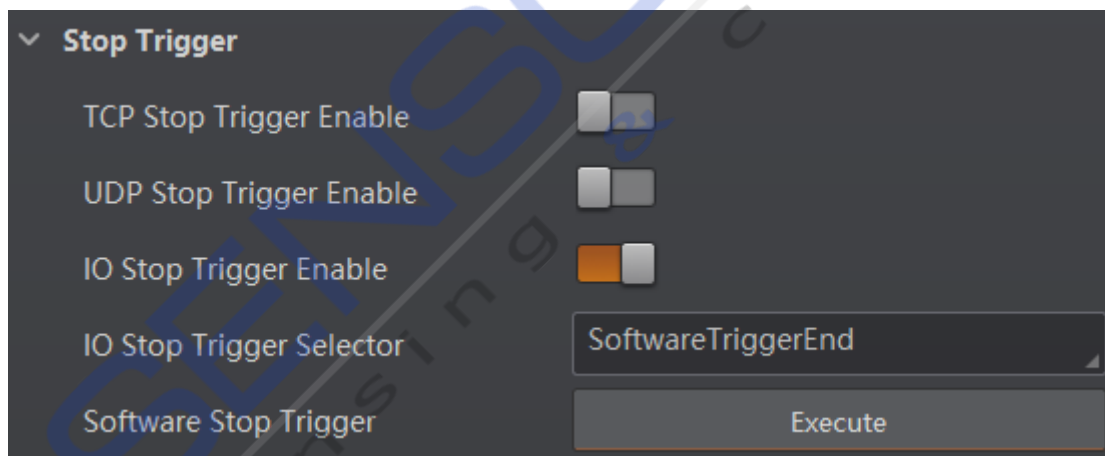 Stop Trigger
TCP Stop Trigger Enable
UDP Stop Trigger Enable
IO Stop Trigger Enable
IO Stop Trigger Selector SoftwareTriggerEnd
Software Stop Trigger Execute